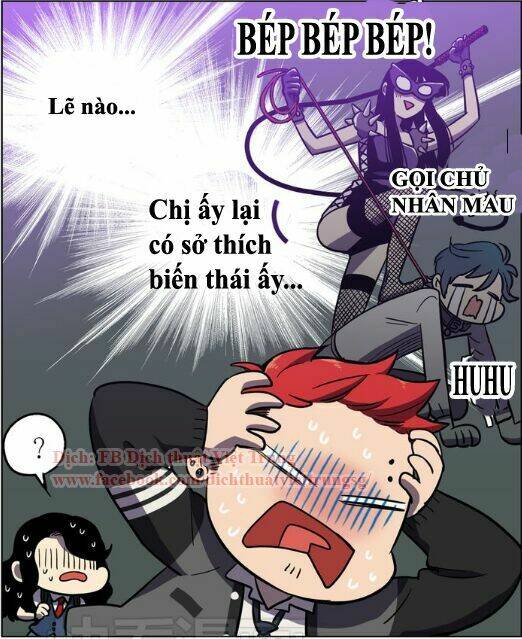 BÉP BÉP BÉP!
Lẽ nào...
GỌI CHỦ
NHÂN MAU
Chị ấy lại
có sở thích
biến thái ấy...
HUHU
?
Dịch: FB Dịch thuật Việt Trung
www.facebook.com/dichthuatviettrungsg